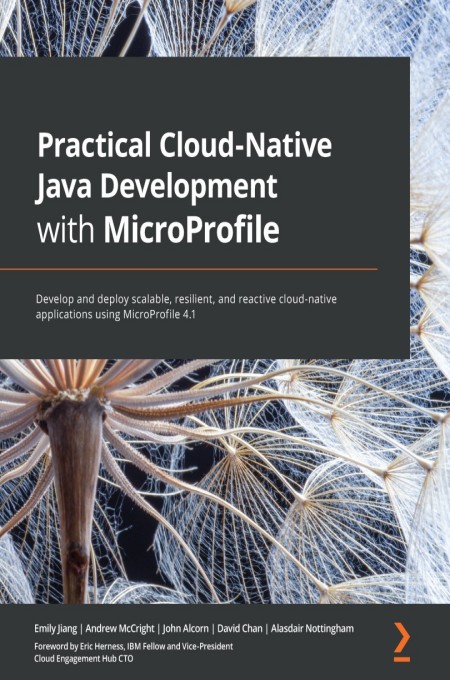 Practical Cloud-Native
Java Development
with MicroProfile
Develop and deploy scalable, resilient, and reactive cloud-native
applications using MicroProfile 4.1
Emily Jiang | Andrew McCright | John Alcorn | David Chan | Alasdair Nottingham
Foreword by Eric Herness, IBM Fellow and Vice-President
Cloud Engagement Hub CTO